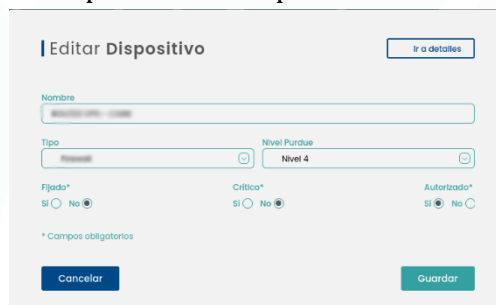 Editar Dispositivo
Ir a detalles
Nombre
Tipo
Nivel Purdue
Nivel 4
Fijado*
Crítico*
Autorizado*
Sí No
Sí No
Sí No
* Campos obligatorios
Cancelar
Guardar